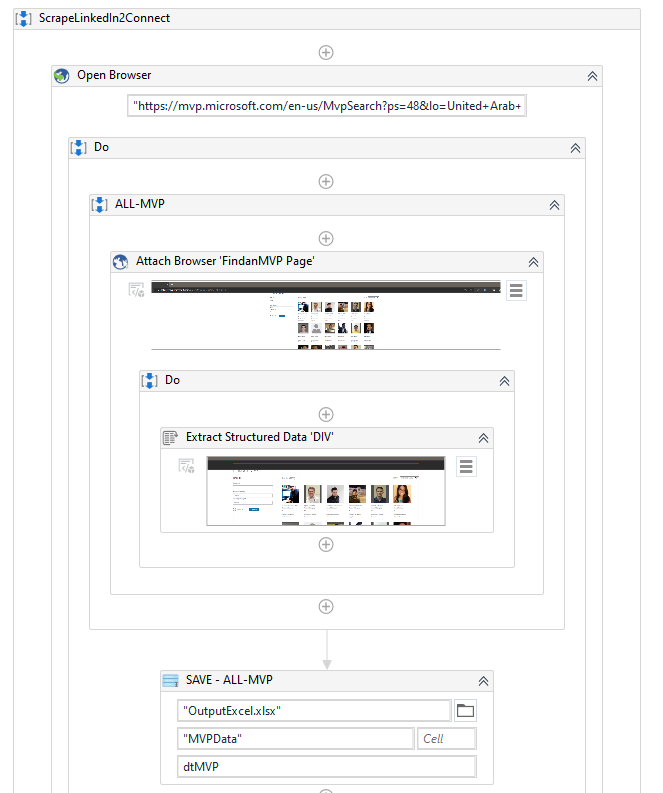 ScrapeLinkedIn2Connect
Open Browser
"https://mvp.microsoft.com/en-us/MvpSearch?ps=48&lo=United+Arab+
Do
ALL-MVP
Attach Browser 'FindanMVP Page'
Do
Extract Structured Data 'DIV'
SAVE - ALL-MVP
"OutputExcel.xlsx"
"MVPData"
Cell
dtMVP